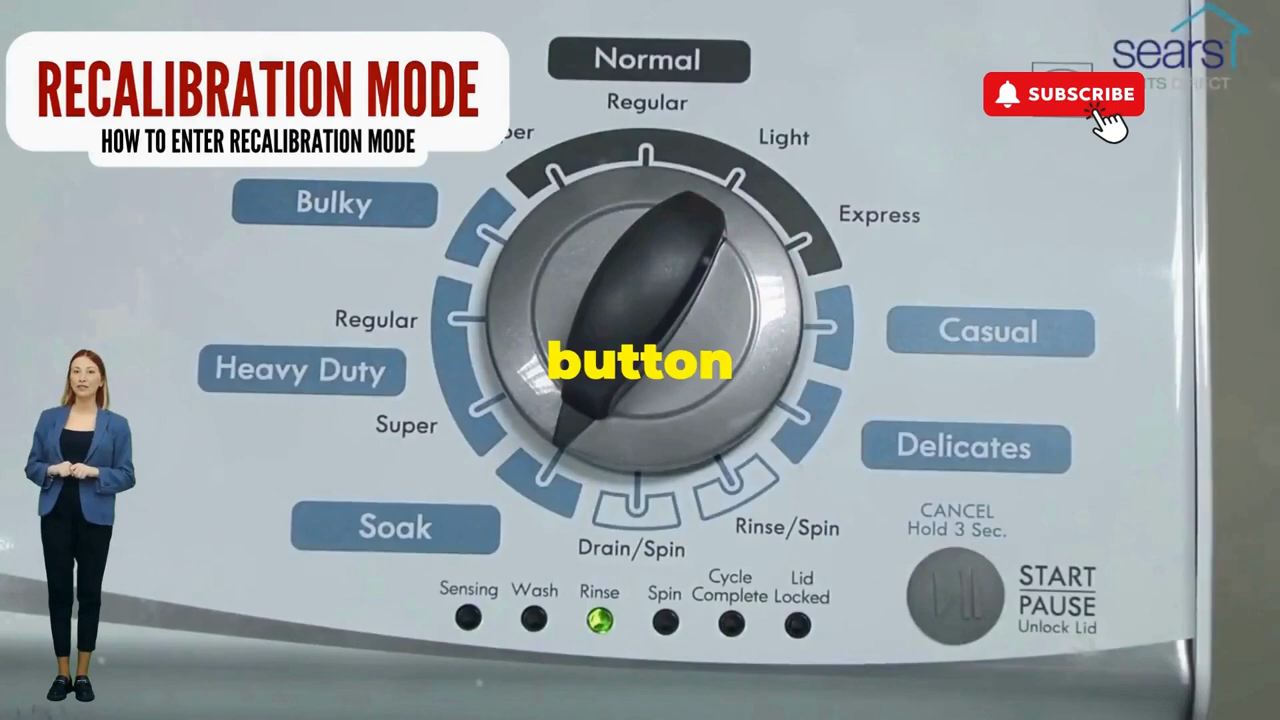 RECALIBRATION MODE
HOW TO ENTER RECALIBRATION MODE
sears
DIRECT
SUBSCRIBE
Normal
Regular
Light
Express
Bulky
Regular
Heavy Duty
Super
button
Casual
Delicates
Soak
Rinse/Spin
Drain/Spin
CANCEL
Hold 3 Sec.
START
PAUSE
Unlock Lid
Sensing
Wash
Rinse
Spin
Cycle
Complete
Lid
Locked